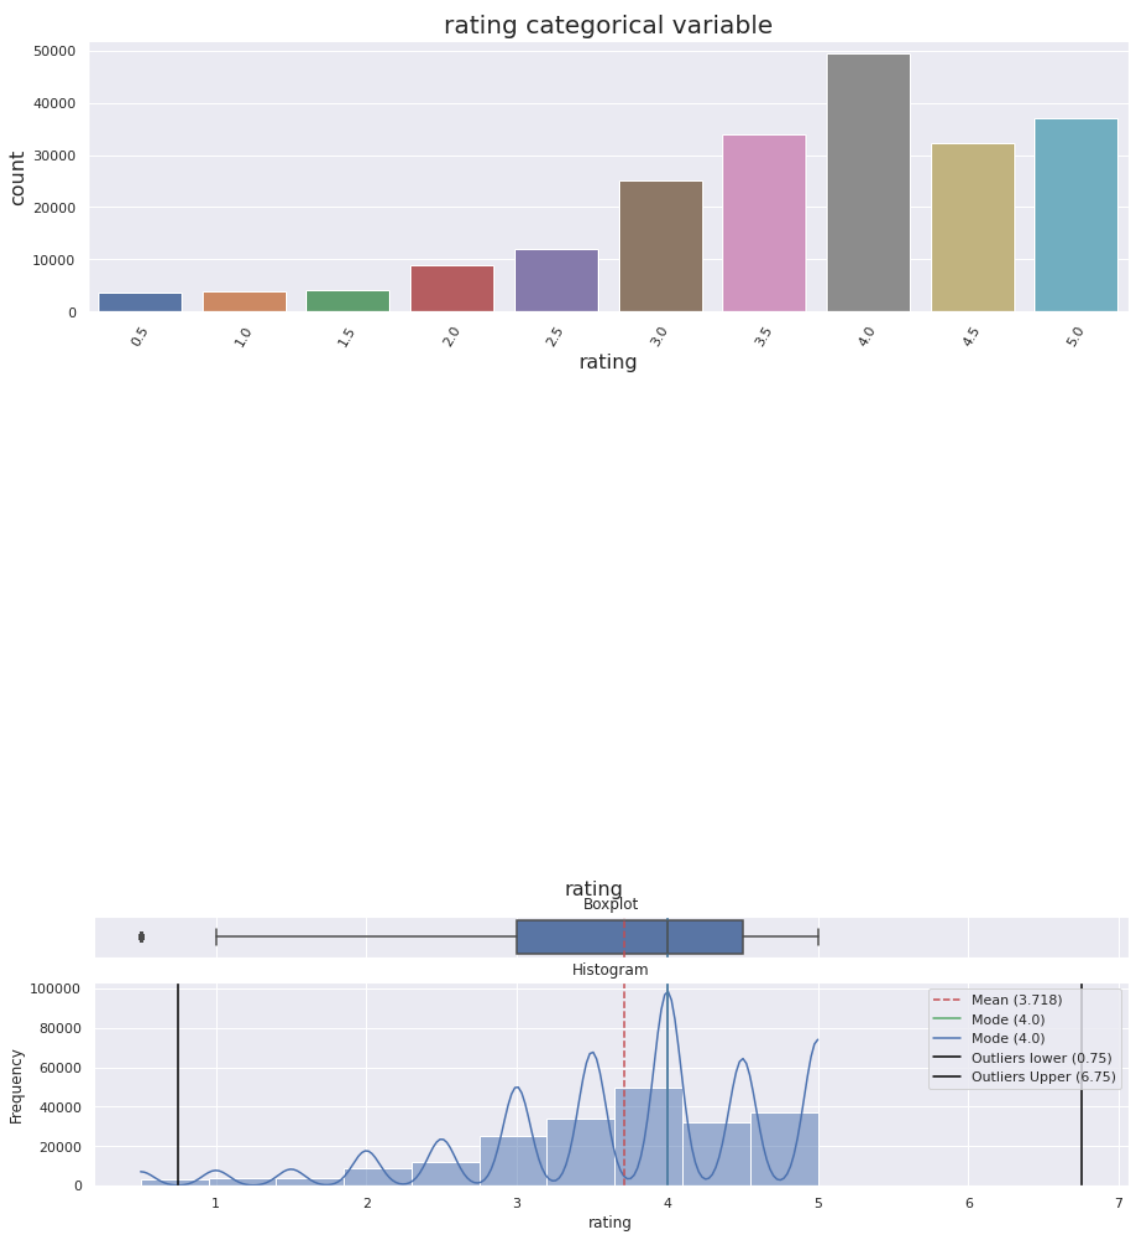 rating categorical variable
50000
40000
30000
20000
10000
0
count
0.5 1.0 1.5 2.0 2.5 3.0 3.5 4.0 4.5 5.0
rating
rating
Boxplot
Histogram
100000
80000
60000
40000
20000
0
Frequency
Mean (3.718)
Mode (4.0)
Mode (4.0)
Outliers lower (0.75)
Outliers Upper (6.75)
1 2 3 4 5 6 7
rating